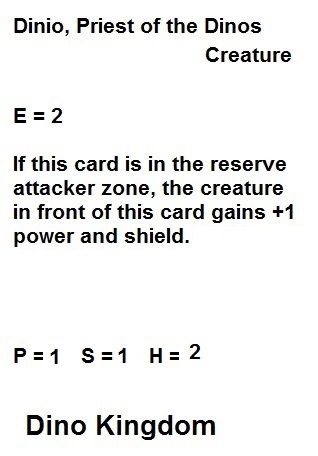 Dinio, Priest of the Dinos
Creature
E = 2
If this card is in the reserve
attacker zone, the creature
in front of this card gains +1
power and shield.
P = 1 S = 1 H = 2
Dino Kingdom